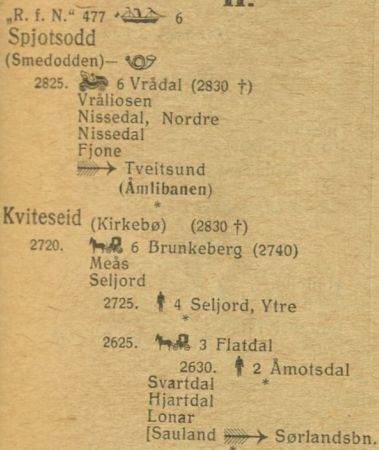 „R. f. N.“ 477 6
Spjotsodd
(Smedodden)—
2825. 6 Vrådal (2830 †)
Vråliosen
Nissedal, Nordre
Nissedal
Fjone
Tveitsund
(Åmlibanen)
*
Kviteseid (Kirkebø) (2830 †)
2720. 6 Brunkeberg (2740)
Meås
Seljord
2725. 4 Seljord, Ytre
*
2625. 3 Flatdal
2630. 2 Åmotsdal
Svartdal *
Hjartdal
Lonar
[Sauland Sørlandsbn.
*